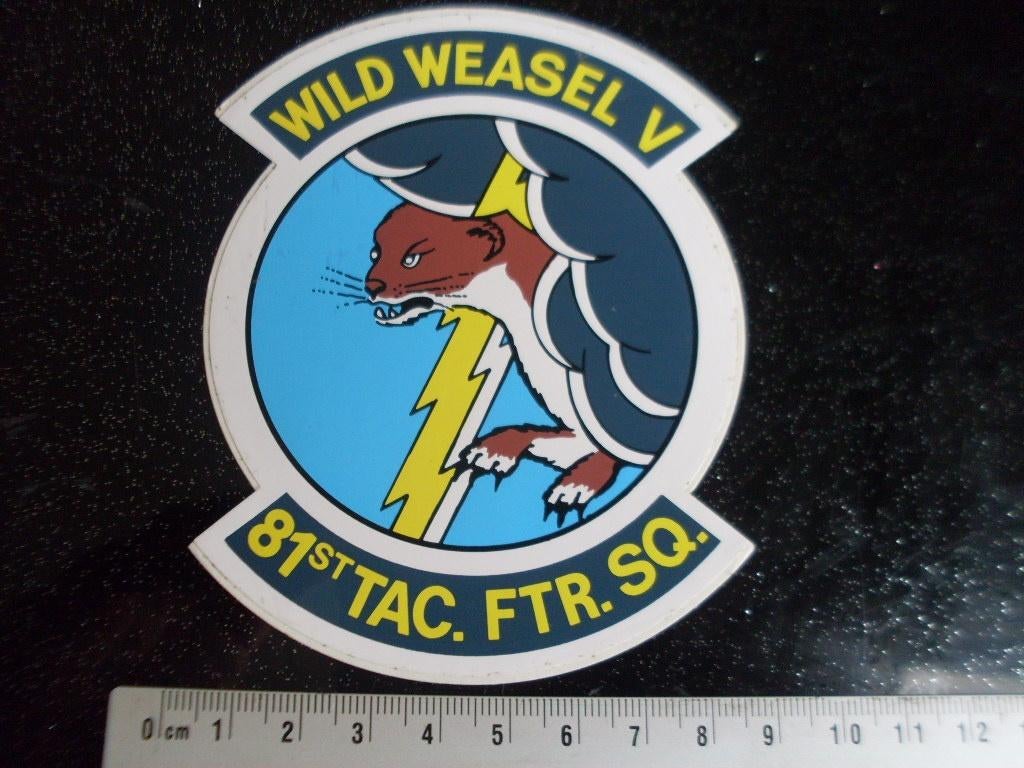 WILD WEASEL V
81ST TAC. FTR. SQ.
0 cm 1 2 3 4 5 6 7 8 9 10 11 12